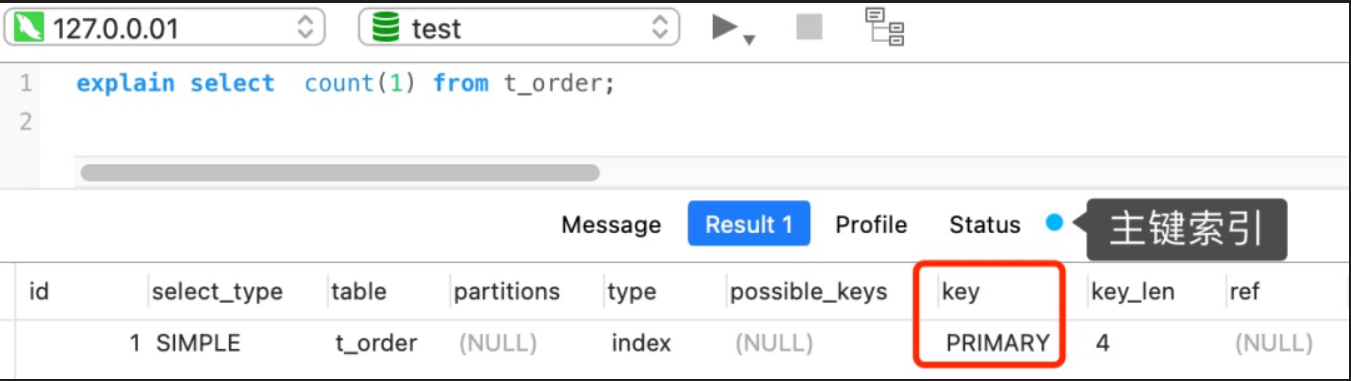 127.0.0.01 test
1 explain select count(1) from t_order;
2
Message Result 1 Profile Status 主键索引
id select_type table partitions type possible_keys key key_len ref
1 SIMPLE t_order (NULL) index (NULL) PRIMARY 4 (NULL)